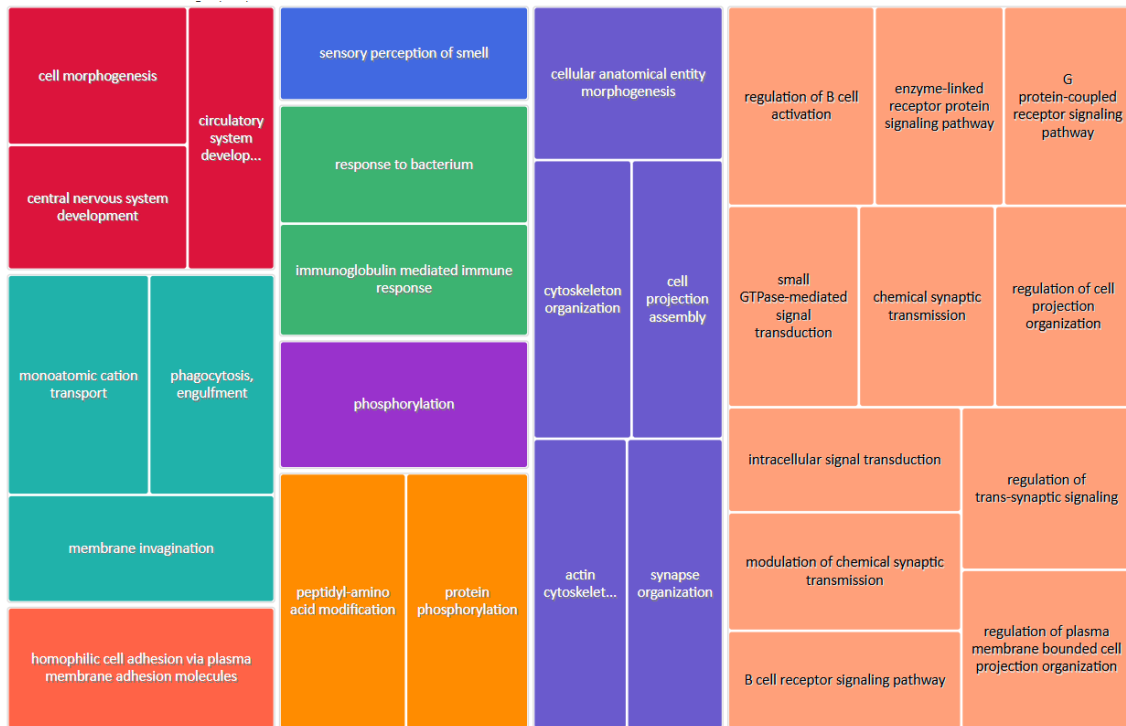 cell morphogenesis
circulatory
system
develop...
central nervous system
development
monoatomic cation
transport
phagocytosis,
engulfment
membrane invagination
homophilic cell adhesion via plasma
membrane adhesion molecules
sensory perception of smell
response to bacterium
immunoglobulin mediated immune
response
phosphorylation
peptidyl-amino
acid modification
protein
phosphorylation
cellular anatomical entity
morphogenesis
cytoskeleton
organization
cell
projection
assembly
actin
cytoskelet...
synapse
organization
regulation of B cell
activation
enzyme-linked
receptor protein
signaling pathway
G
protein-coupled
receptor signaling
pathway
small
GTPase-mediated
signal
transduction
chemical synaptic
transmission
regulation of cell
projection
organization
intracellular signal transduction
regulation of
trans-synaptic signaling
modulation of chemical synaptic
transmission
B cell receptor signaling pathway
regulation of plasma
membrane bounded cell
projection organization